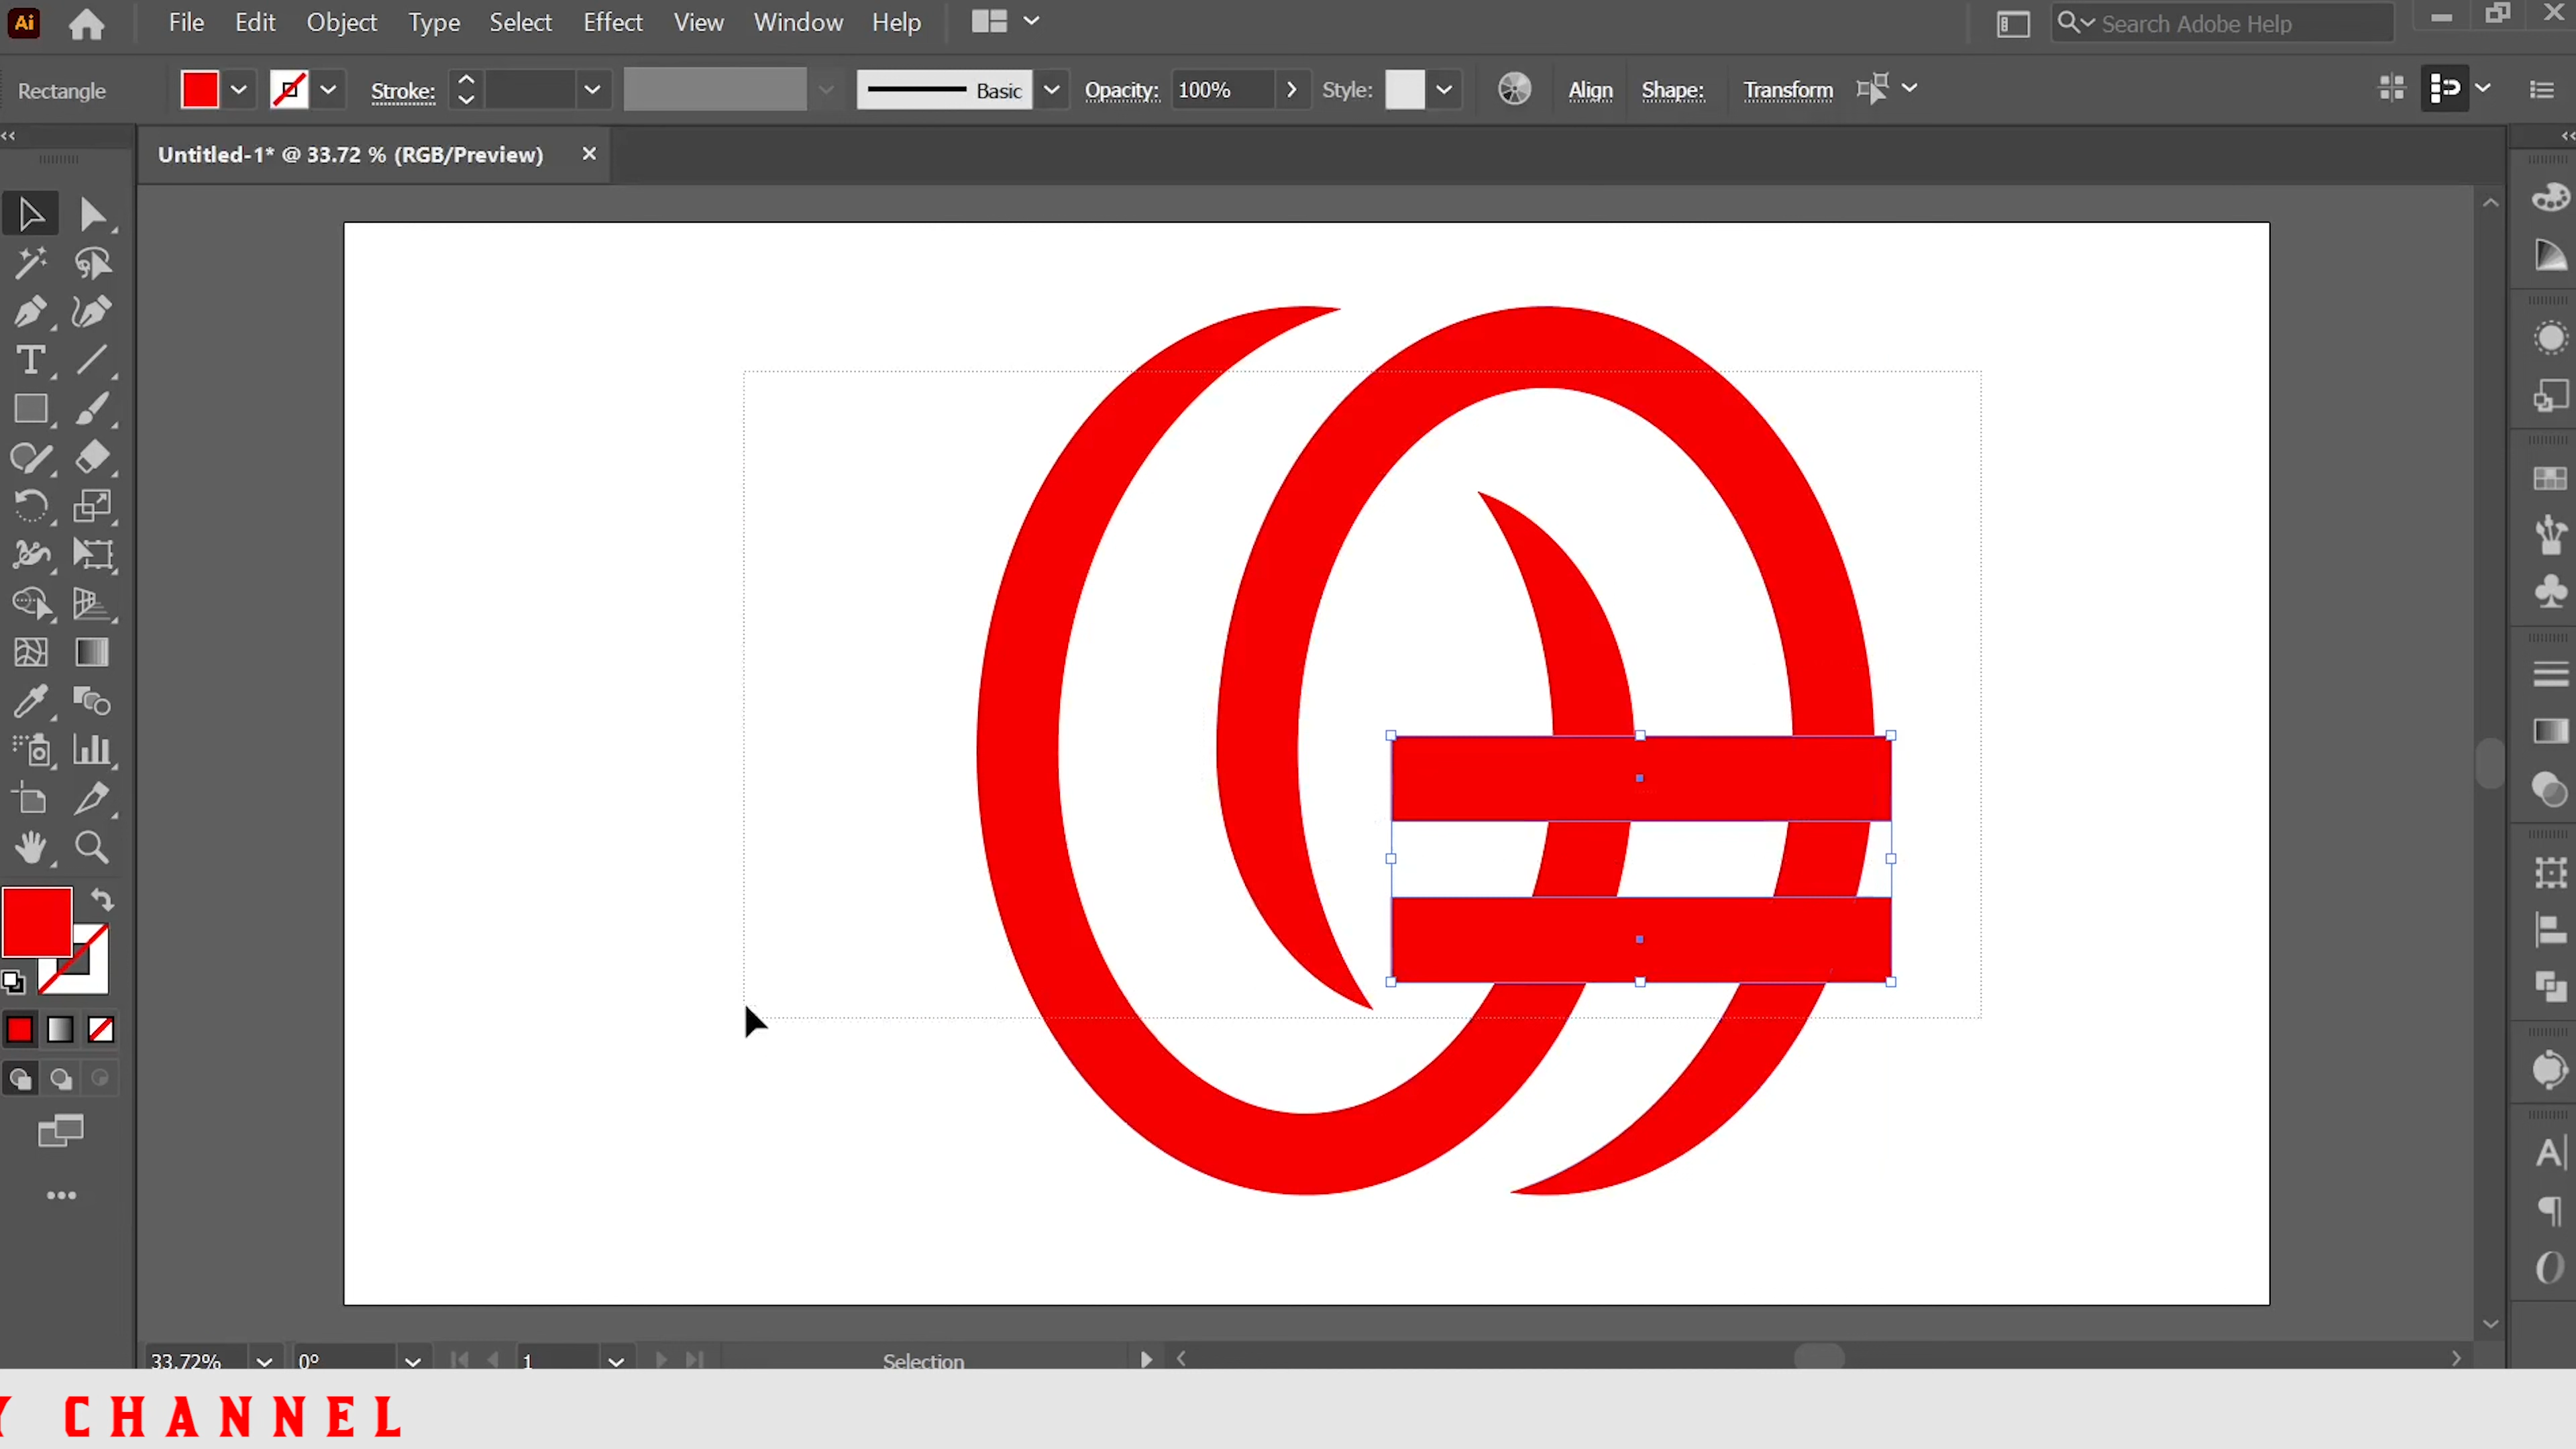 Ai File Edit Object Type Select Effect View Window Help Search Adobe Help
Rectangle Stroke: Basic Opacity: 100% Style: Align Shape: Transform
Untitled-1* @ 33.72 % (RGB/Preview)
33.72% 0° 1 Selection
Y CHANNEL